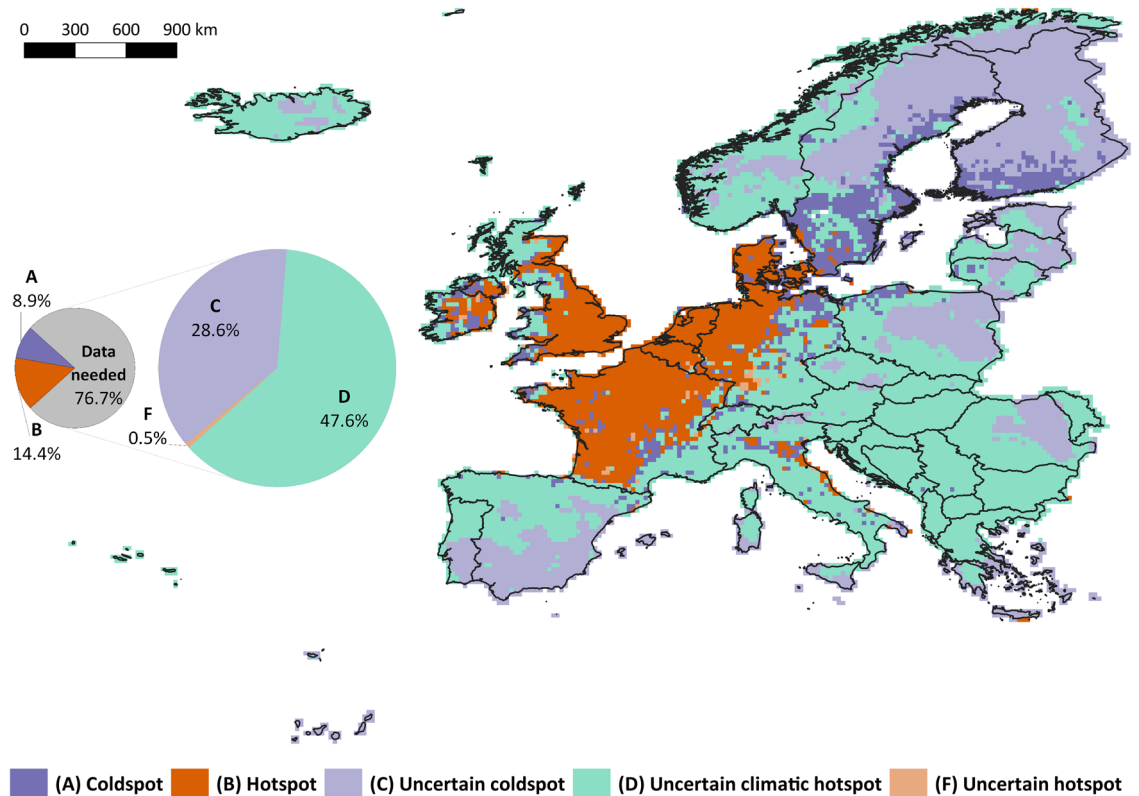 0 300 600 900 km
A
8.9%
Data
needed
76.7%
B
14.4%
C
28.6%
F
0.5%
D
47.6%
(A) Coldspot (B) Hotspot (C) Uncertain coldspot (D) Uncertain climatic hotspot (F) Uncertain hotspot